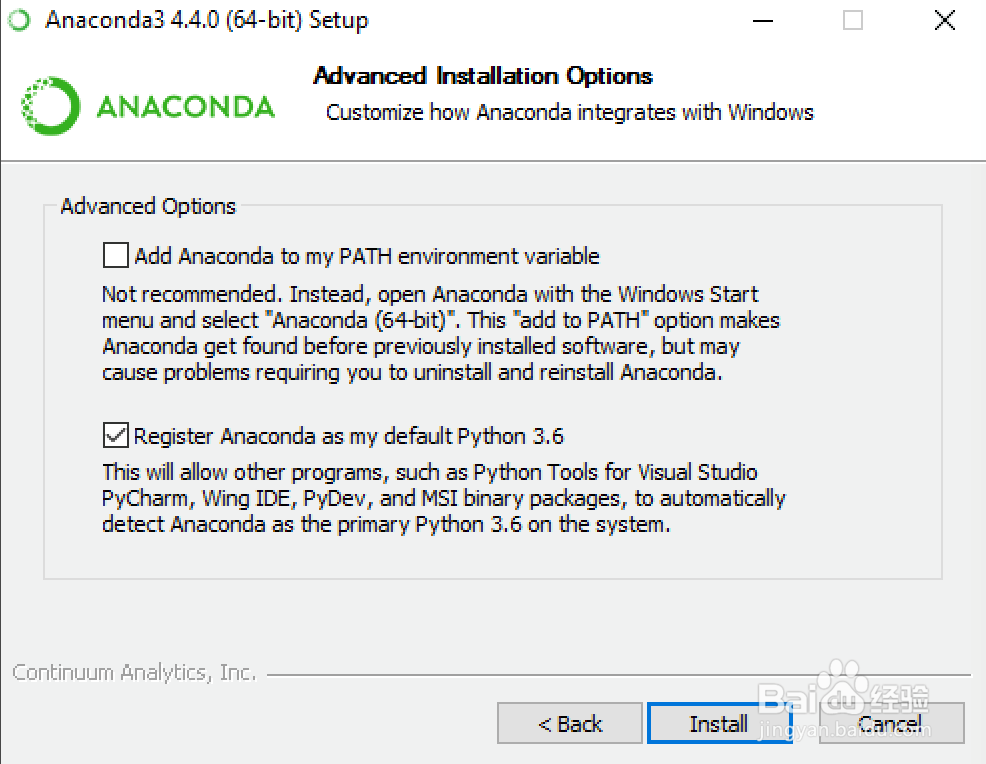 Anaconda3 4.4.0 (64-bit) Setup
Advanced Installation Options
ANACONDA
Customize how Anaconda integrates with Windows
Advanced Options
Add Anaconda to my PATH environment variable
Not recommended. Instead, open Anaconda with the Windows Start
menu and select "Anaconda (64-bit)". This "add to PATH" option makes
Anaconda get found before previously installed software, but may
cause problems requiring you to uninstall and reinstall Anaconda.
Register Anaconda as my default Python 3.6
This will allow other programs, such as Python Tools for Visual Studio
PyCharm, Wing IDE, PyDev, and MSI binary packages, to automatically
detect Anaconda as the primary Python 3.6 on the system.
Continuum Analytics, Inc.
< Back
Install
Cancel
Baidu 经验
jingyan.baidu.com